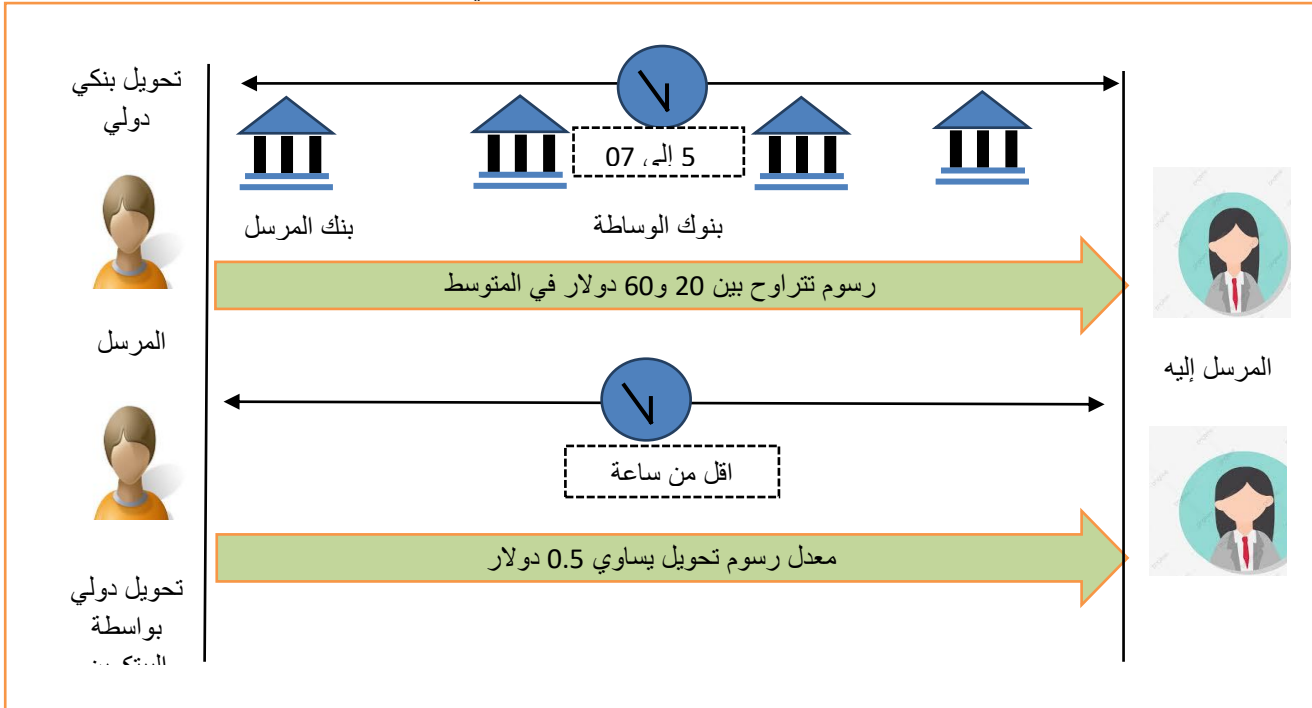 تحويل بنكي
دولي
5 إلى 07
بنك المرسل
بنوك الوساطة
رسوم تتراوح بين 20 و60 دولار في المتوسط
المرسل
المرسل إليه
اقل من ساعة
معدل رسوم تحويل يساوي 0.5 دولار
تحويل دولي
بواسطة